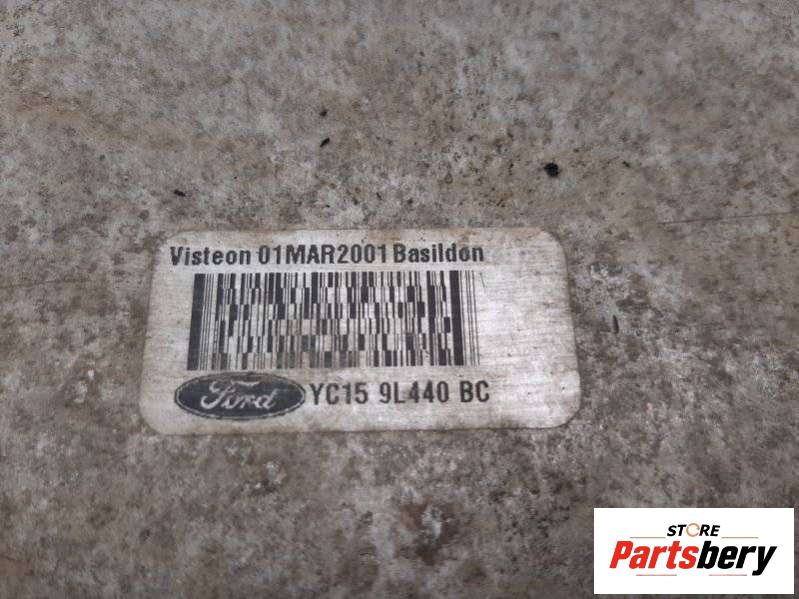 Visteon 01MAR2001 Basildon
Ford YC15 9L440 BC
STORE
Partsbery